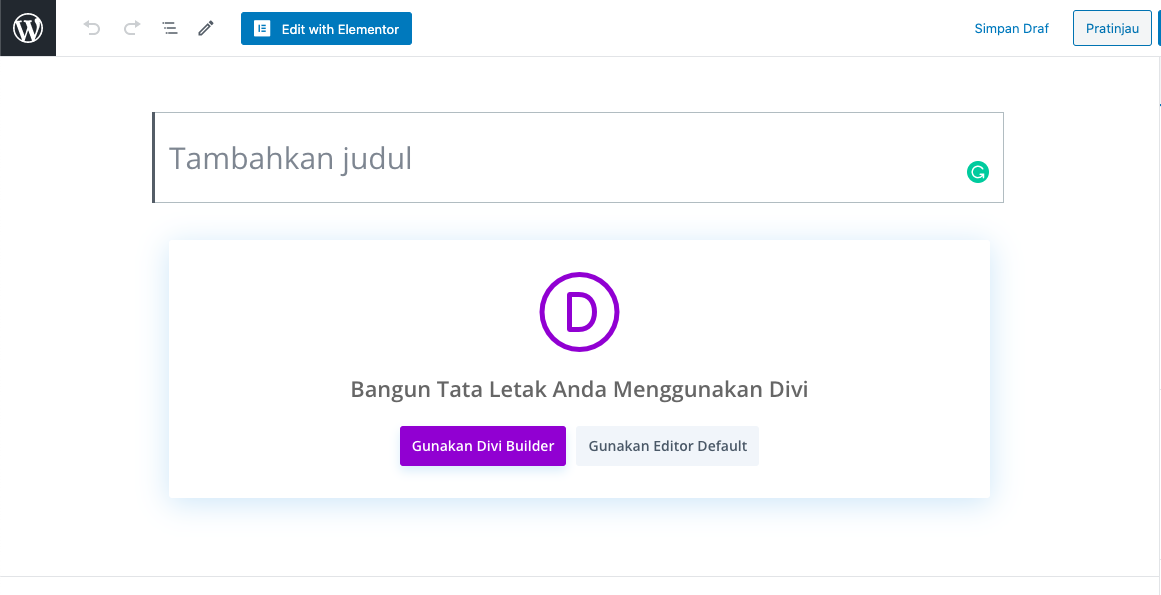 Edit with Elementor
Simpan Draf
Pratinjau
Tambahkan judul
Bangun Tata Letak Anda Menggunakan Divi
Gunakan Divi Builder
Gunakan Editor Default